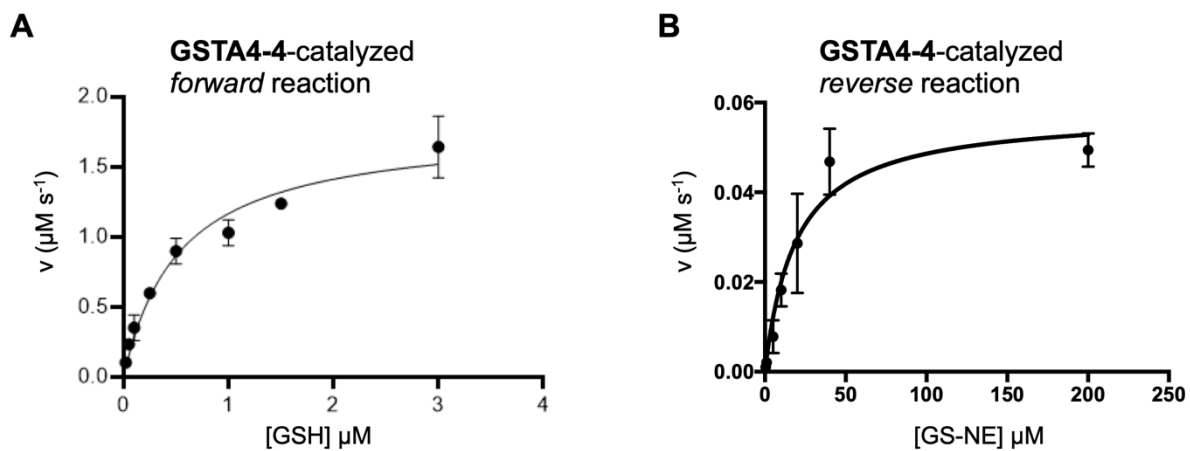 A
GSTA4-4-catalyzed
forward reaction
v (µM s⁻¹)
2.0
1.5
1.0
0.5
0.0
0 1 2 3 4
[GSH] µM
B
GSTA4-4-catalyzed
reverse reaction
v (µM s⁻¹)
0.06
0.04
0.02
0.00
0 50 100 150 200 250
[GS-NE] µM